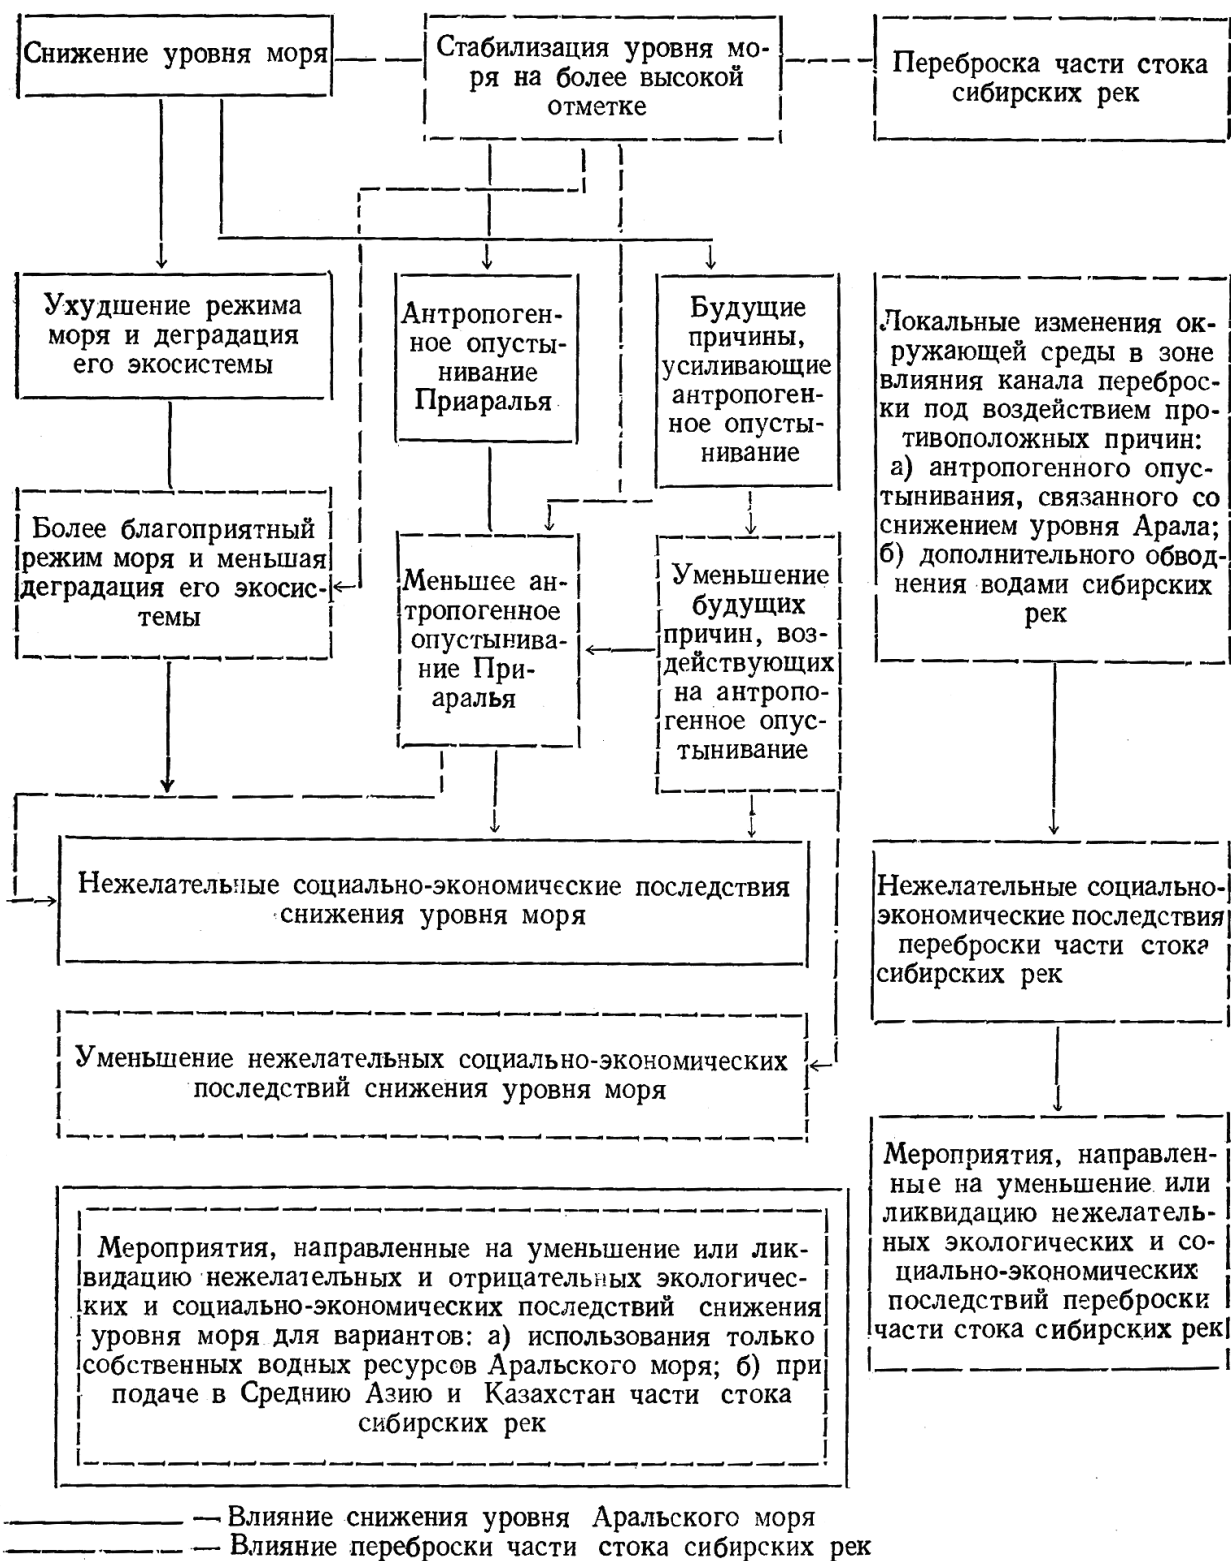 Снижение уровня моря
Стабилизация уровня мо-
ря на более высокой
отметке
Переброска части стока
сибирских рек
Ухудшение режима
моря и деградация
его экосистемы
Антропоген-
ное опусты-
нивание
Приаралья
Будущие
причины,
усиливающие
антропоген-
ное опусты-
нивание
Локальные изменения ок-
ружающей среды в зоне
влияния канала перебро-
ски под воздействием про-
тивоположных причин:
а) антропогенного опус-
тынивания, связанного со
снижением уровня Арала;
б) дополнительного обвод-
нения водами сибирских
рек
Более благоприятный
режим моря и меньшая
деградация его экосис-
темы
Меньшее ан-
тропогенное
опустынива-
ние При-
аралья
Уменьшение
будущих
причин, воз-
действующих
на антропо-
генное опус-
тынивание
Нежелательные социально-экономические последствия
снижения уровня моря
Нежелательные социально-
экономические последствия
переброски части стока
сибирских рек
Уменьшение нежелательных социально-экономических
последствий снижения уровня моря
Мероприятия, направлен-
ные на уменьшение или
ликвидацию нежелатель-
ных экологических и со-
циально-экономических
последствий переброски
части стока сибирских рек
Мероприятия, направленные на уменьшение или лик-
видацию нежелательных и отрицательных экологичес-
ких и социально-экономических последствий снижения
уровня моря для вариантов: а) использования только
собственных водных ресурсов Аральского моря; б) при
подаче в Среднию Азию и Казахстан части стока
сибирских рек
— Влияние снижения уровня Аральского моря
— Влияние переброски части стока сибирских рек